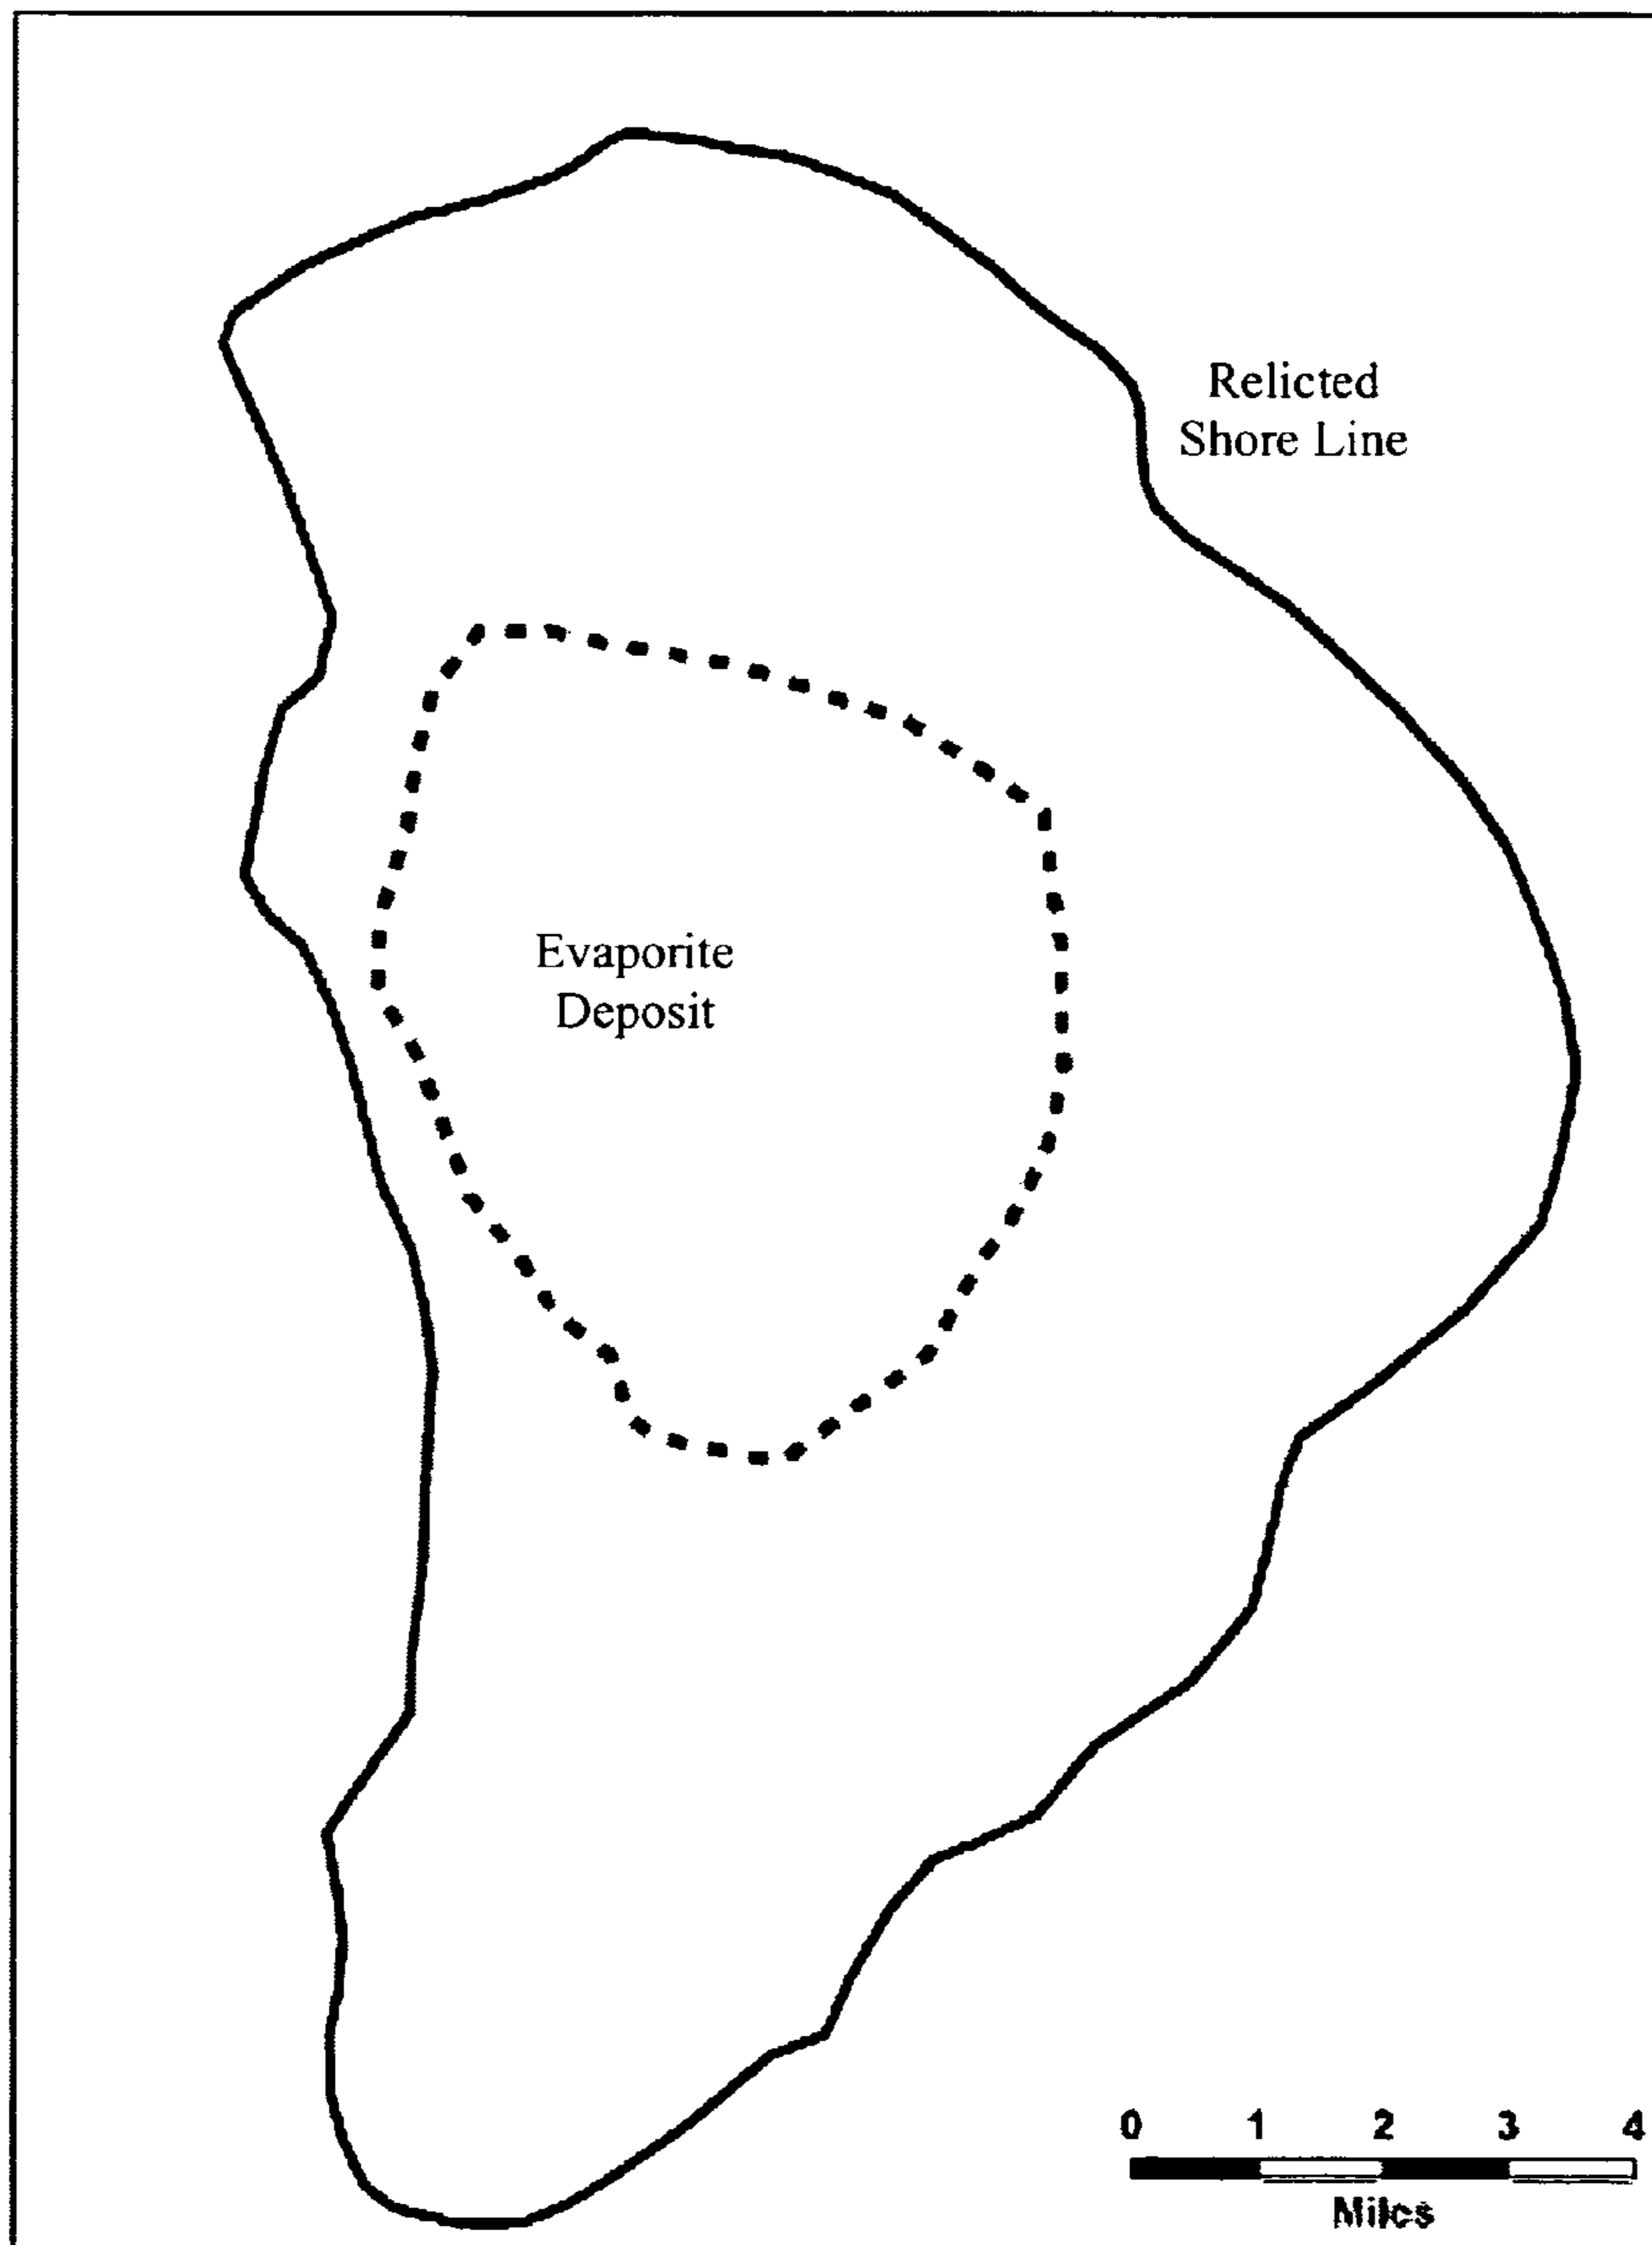 Relicted
Shore Line
Evaporite
Deposit
0 1 2 3 4
Miles